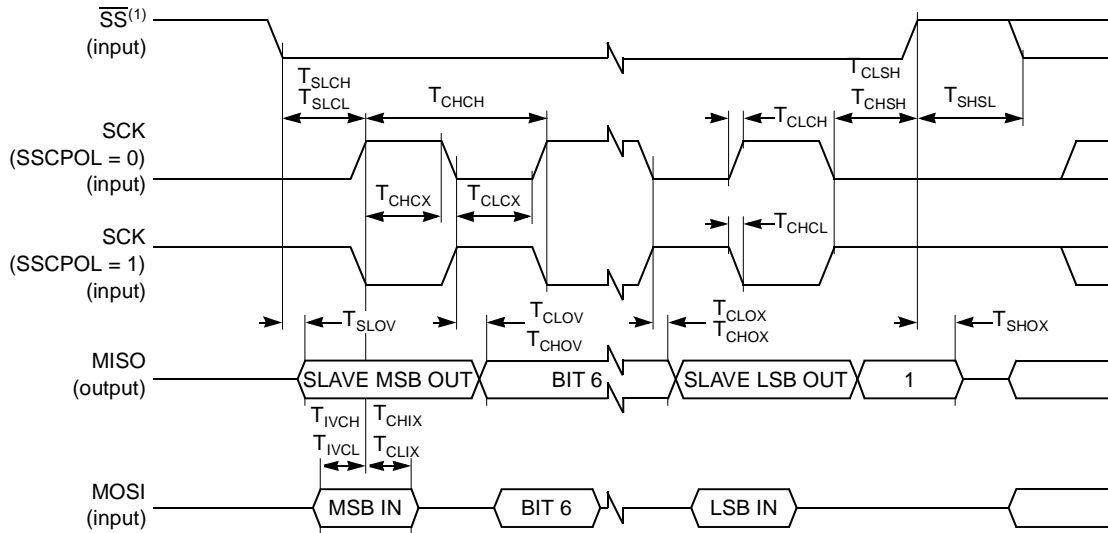 SS(1)
(input)
TSLCH
TSLCL
TCHCH
TCLCH
TCLSH
TCHSH
TSHSL
SCK
(SSCPOL = 0)
(input)
TCHCX
TCLCX
TCHCL
SCK
(SSCPOL = 1)
(input)
TSLOV
TCLOV
TCHOV
TCLOX
TCHOX
TSHOX
MISO
(output)
SLAVE MSB OUT
BIT 6
SLAVE LSB OUT
1
TIVCH
TIVCL
TCHIX
TCLIX
MOSI
(input)
MSB IN
BIT 6
LSB IN